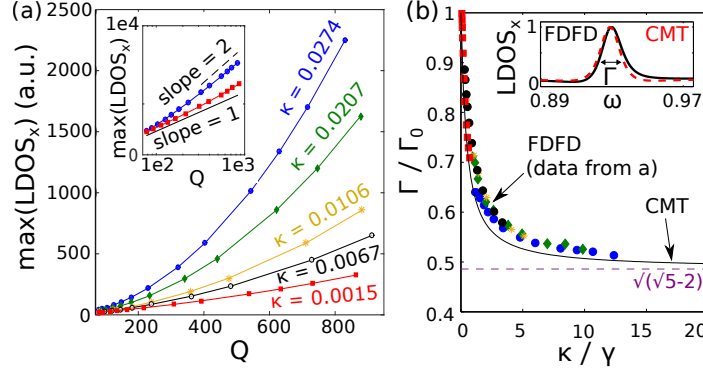 (a)
max(LDOSₓ) (a.u.)
2500
2000
1500
1000
500
0
200
400
600
800
Q
κ = 0.0274
κ = 0.0207
κ = 0.0106
κ = 0.0067
κ = 0.0015
max(LDOSₓ)
1e4
0
1e2
1e3
Q
slope = 2
slope = 1
(b)
Γ / Γ₀
1
0.9
0.8
0.7
0.6
0.5
0.4
0
5
10
15
20
κ / γ
FDFD
(data from a)
CMT
√(√5-2)
LDOSₓ
1
0
FDFD
CMT
Γ
0.89
ω
0.97